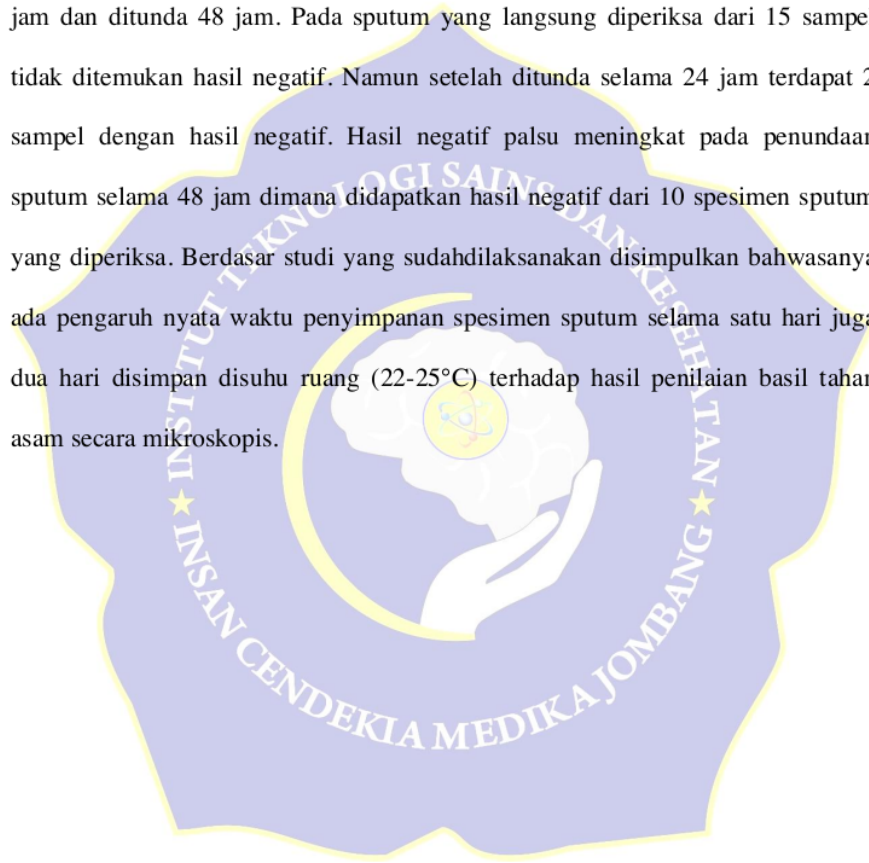 jam dan ditunda 48 jam. Pada sputum yang langsung diperiksa dari 15 sampe
tidak ditemukan hasil negatif. Namun setelah ditunda selama 24 jam terdapat 2
sampel dengan hasil negatif. Hasil negatif palsu meningkat pada penundaan
sputum selama 48 jam dimana didapatkan hasil negatif dari 10 spesimen sputum
yang diperiksa. Berdasar studi yang sudahdilaksanakan disimpulkan bahwasanya
ada pengaruh nyata waktu penyimpanan spesimen sputum selama satu hari juga
dua hari disimpan disuhu ruang (22-25°C) terhadap hasil penilaian basil tahan
asam secara mikroskopis.
INSTITUT TEKNOLOGI SAINS DAN KESEHATAN
INSAN CENDEKIA MEDIKA JOMBANG